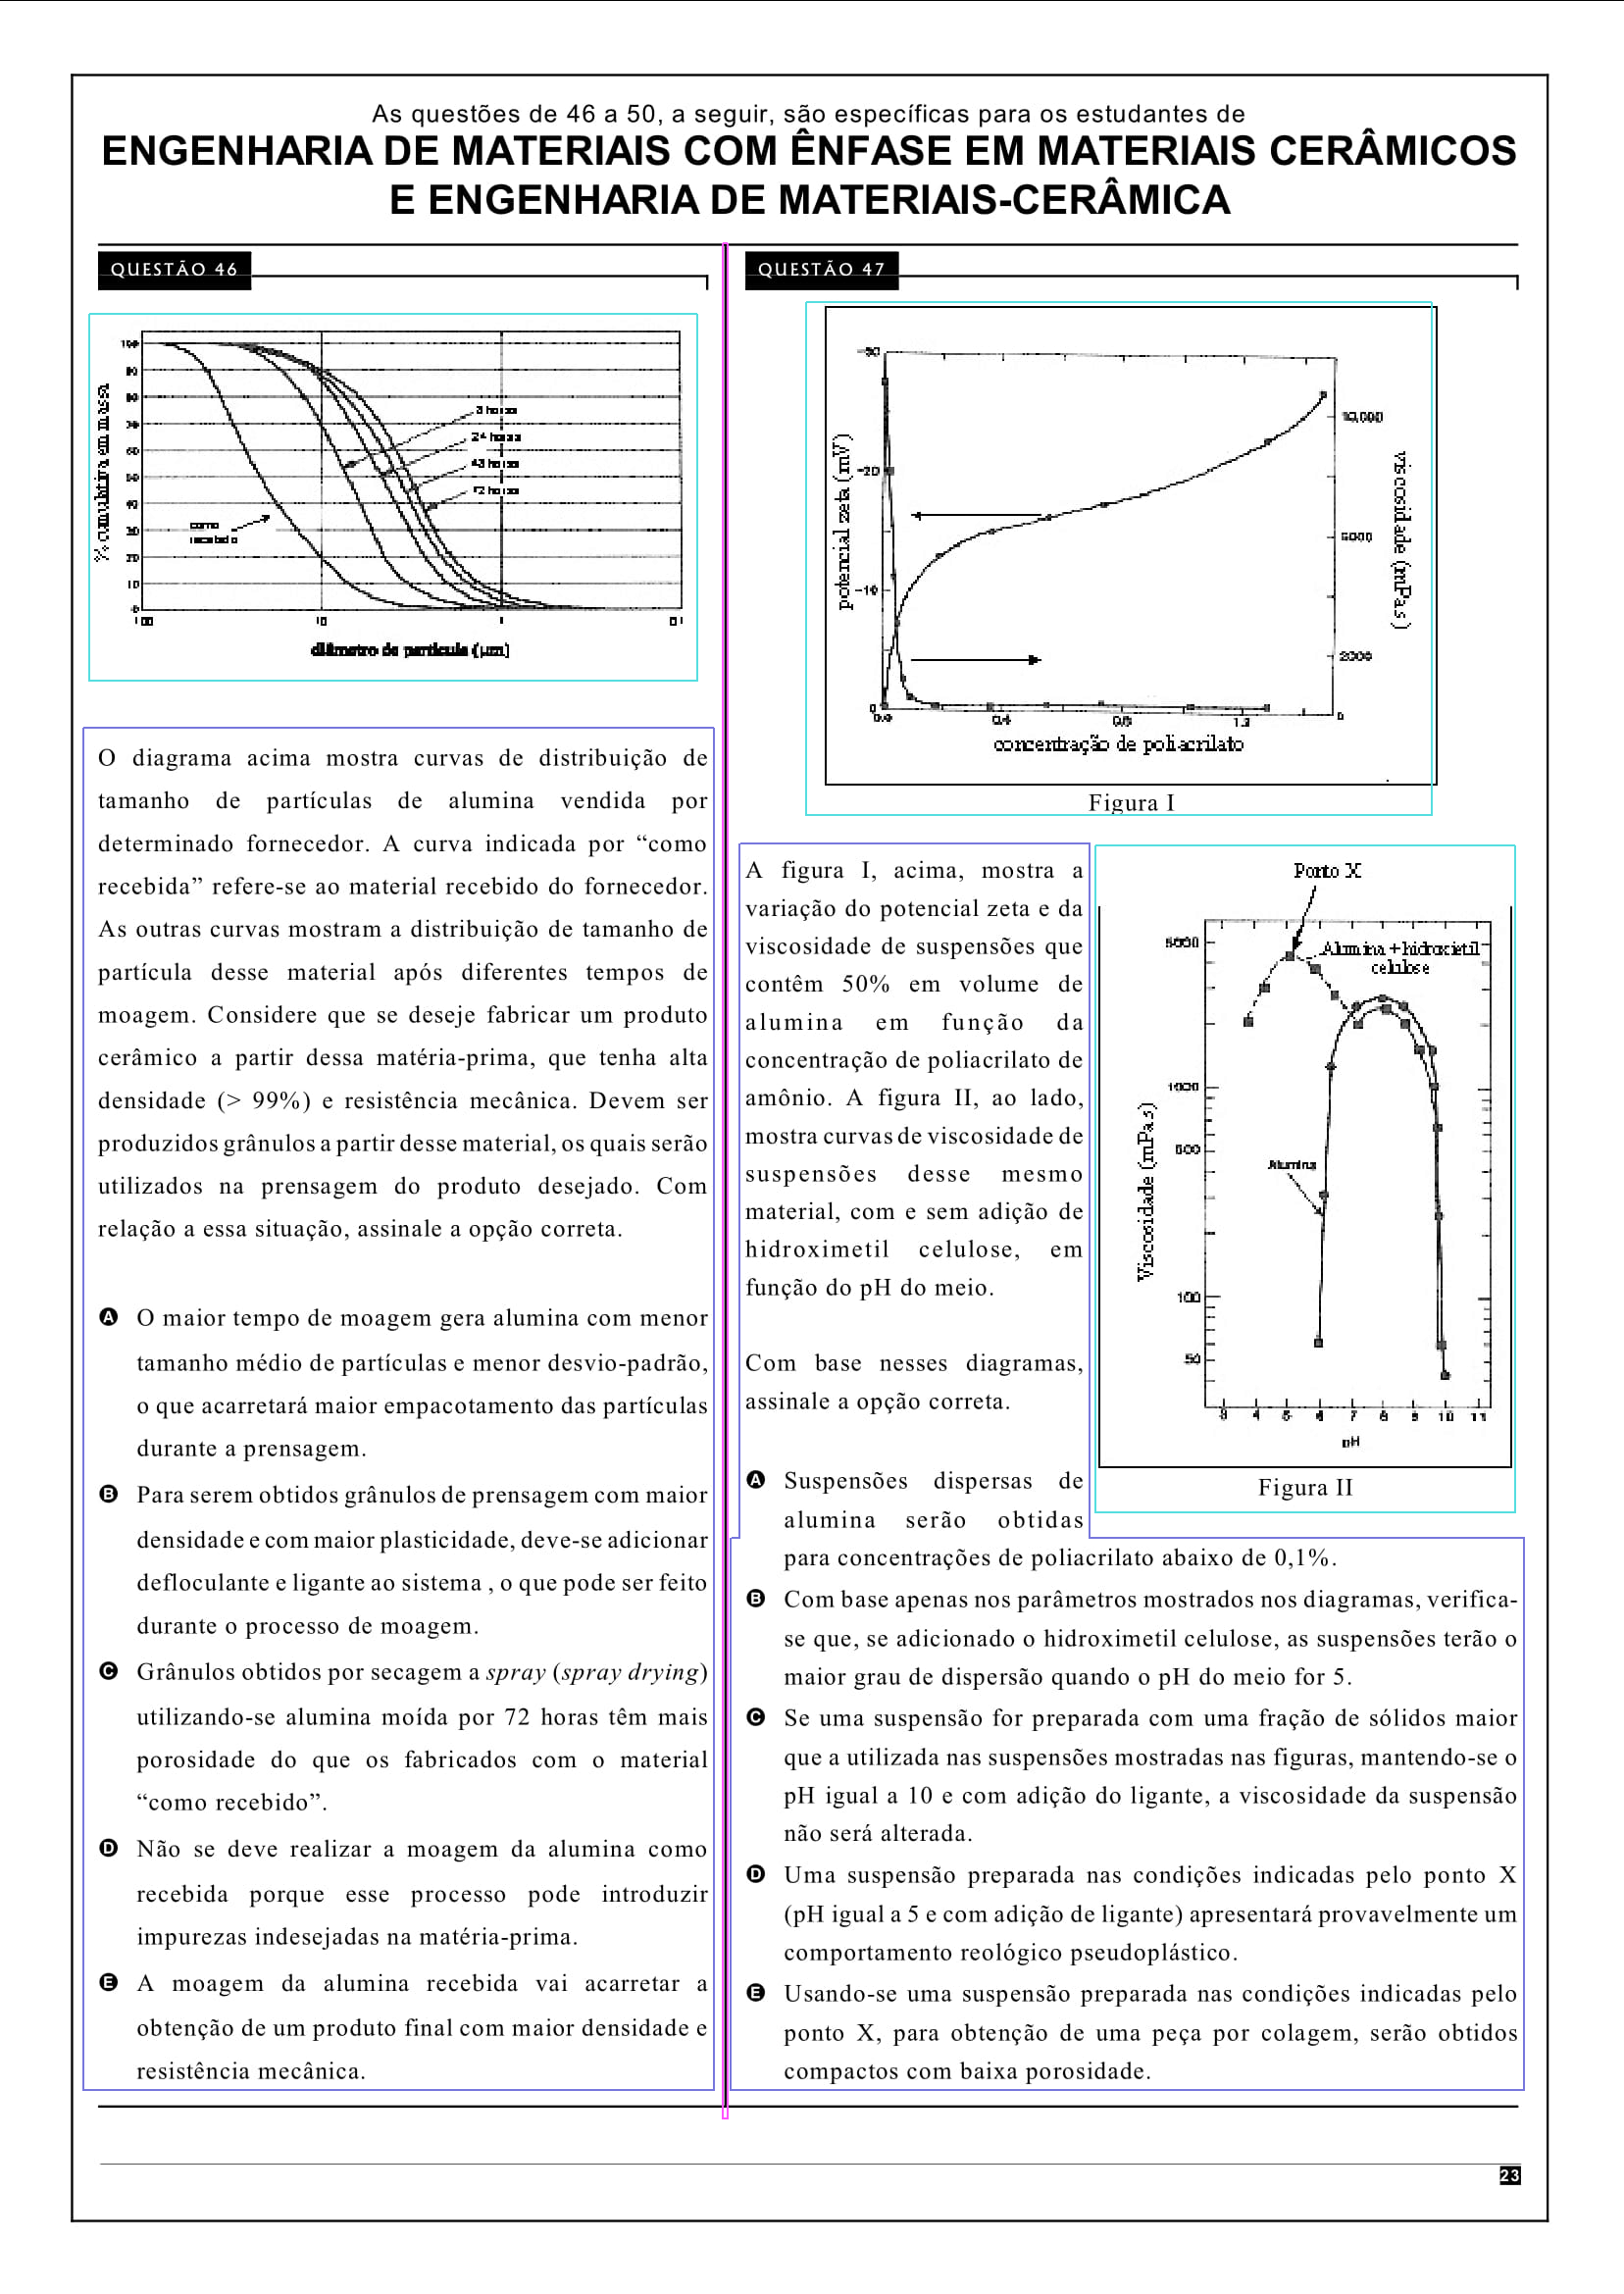 As questões de 46 a 50, a seguir, são específicas para os estudantes de
ENGENHARIA DE MATERIAIS COM ÊNFASE EM MATERIAIS CERÂMICOS
E ENGENHARIA DE MATERIAIS-CERÂMICA
QUESTÃO 46
% cumulativa em massa
100
90
80
70
60
50
40
30
20
10
0
8 horas
24 horas
48 horas
72 horas
como
recebido
100
10
1
0.1
diâmetro de partícula (µm)
O diagrama acima mostra curvas de distribuição de
tamanho de partículas de alumina vendida por
determinado fornecedor. A curva indicada por “como
recebida” refere-se ao material recebido do fornecedor.
As outras curvas mostram a distribuição de tamanho de
partícula desse material após diferentes tempos de
moagem. Considere que se deseje fabricar um produto
cerâmico a partir dessa matéria-prima, que tenha alta
densidade (> 99%) e resistência mecânica. Devem ser
produzidos grânulos a partir desse material, os quais serão
utilizados na prensagem do produto desejado. Com
relação a essa situação, assinale a opção correta.
A O maior tempo de moagem gera alumina com menor
tamanho médio de partículas e menor desvio-padrão,
o que acarretará maior empacotamento das partículas
durante a prensagem.
B Para serem obtidos grânulos de prensagem com maior
densidade e com maior plasticidade, deve-se adicionar
defloculante e ligante ao sistema , o que pode ser feito
durante o processo de moagem.
C Grânulos obtidos por secagem a spray (spray drying)
utilizando-se alumina moída por 72 horas têm mais
porosidade do que os fabricados com o material
“como recebido”.
D Não se deve realizar a moagem da alumina como
recebida porque esse processo pode introduzir
impurezas indesejadas na matéria-prima.
E A moagem da alumina recebida vai acarretar a
obtenção de um produto final com maior densidade e
resistência mecânica.
QUESTÃO 47
potencial zeta (mV)
-20
-10
0
0.4
1.2
viscosidade (mPas)
10,000
2000
0
concentração de poliacrilato
Figura I
A figura I, acima, mostra a
variação do potencial zeta e da
viscosidade de suspensões que
contêm 50% em volume de
alumina em função da
concentração de poliacrilato de
amônio. A figura II, ao lado,
mostra curvas de viscosidade de
suspensões desse mesmo
material, com e sem adição de
hidroximetil celulose, em
função do pH do meio.
Com base nesses diagramas,
assinale a opção correta.
Ponto X
Alumina + hidroxietil
celulose
Alumina
Viscosidade (mPa.s)
5000
1000
500
100
50
3 4 5 6 7 8 9 10 11
pH
Figura II
A Suspensões dispersas de
alumina serão obtidas
para concentrações de poliacrilato abaixo de 0,1%.
B Com base apenas nos parâmetros mostrados nos diagramas, verifica-
se que, se adicionado o hidroximetil celulose, as suspensões terão o
maior grau de dispersão quando o pH do meio for 5.
C Se uma suspensão for preparada com uma fração de sólidos maior
que a utilizada nas suspensões mostradas nas figuras, mantendo-se o
pH igual a 10 e com adição do ligante, a viscosidade da suspensão
não será alterada.
D Uma suspensão preparada nas condições indicadas pelo ponto X
(pH igual a 5 e com adição de ligante) apresentará provavelmente um
comportamento reológico pseudoplástico.
E Usando-se uma suspensão preparada nas condições indicadas pelo
ponto X, para obtenção de uma peça por colagem, serão obtidos
compactos com baixa porosidade.
23